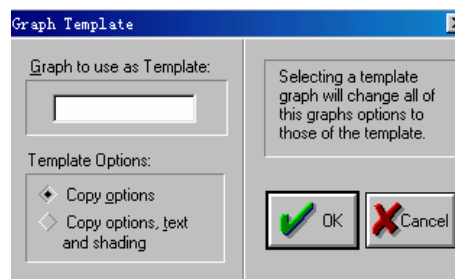 Graph Template
Graph to use as Template:
Template Options:
Copy options
Copy options, text
and shading
Selecting a template
graph will change all of
this graphs options to
those of the template.
OK
Cancel